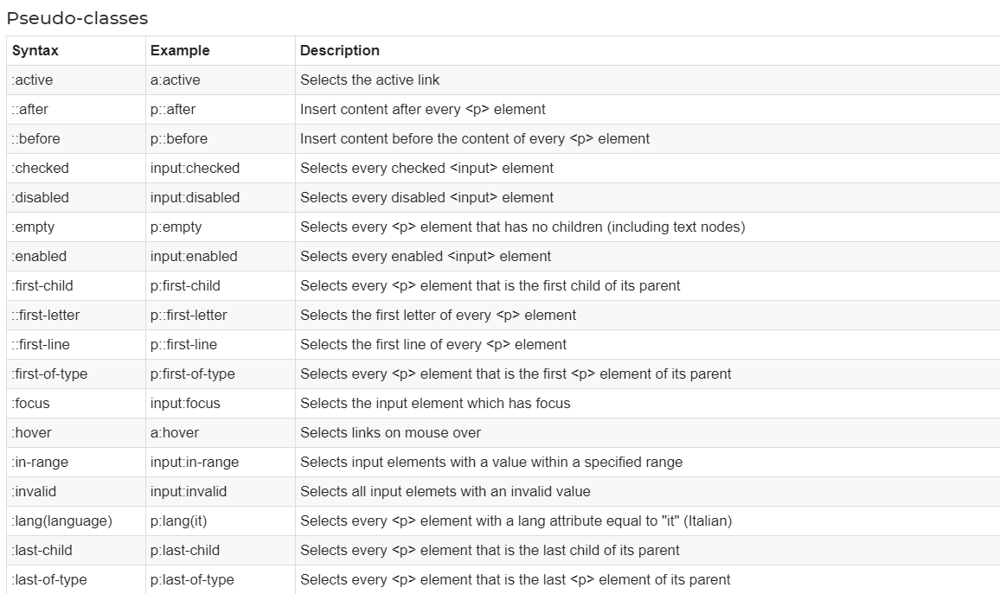 Pseudo-classes
Syntax Example Description
:active a:active Selects the active link
::after p::after Insert content after every <p> element
::before p::before Insert content before the content of every <p> element
:checked input:checked Selects every checked <input> element
:disabled input:disabled Selects every disabled <input> element
:empty p:empty Selects every <p> element that has no children (including text nodes)
:enabled input:enabled Selects every enabled <input> element
:first-child p:first-child Selects every <p> element that is the first child of its parent
::first-letter p::first-letter Selects the first letter of every <p> element
::first-line p::first-line Selects the first line of every <p> element
:first-of-type p:first-of-type Selects every <p> element that is the first <p> element of its parent
:focus input:focus Selects the input element which has focus
:hover a:hover Selects links on mouse over
:in-range input:in-range Selects input elements with a value within a specified range
:invalid input:invalid Selects all input elemets with an invalid value
:lang(language) p:lang(it) Selects every <p> element with a lang attribute equal to "it" (Italian)
:last-child p:last-child Selects every <p> element that is the last child of its parent
:last-of-type p:last-of-type Selects every <p> element that is the last <p> element of its parent